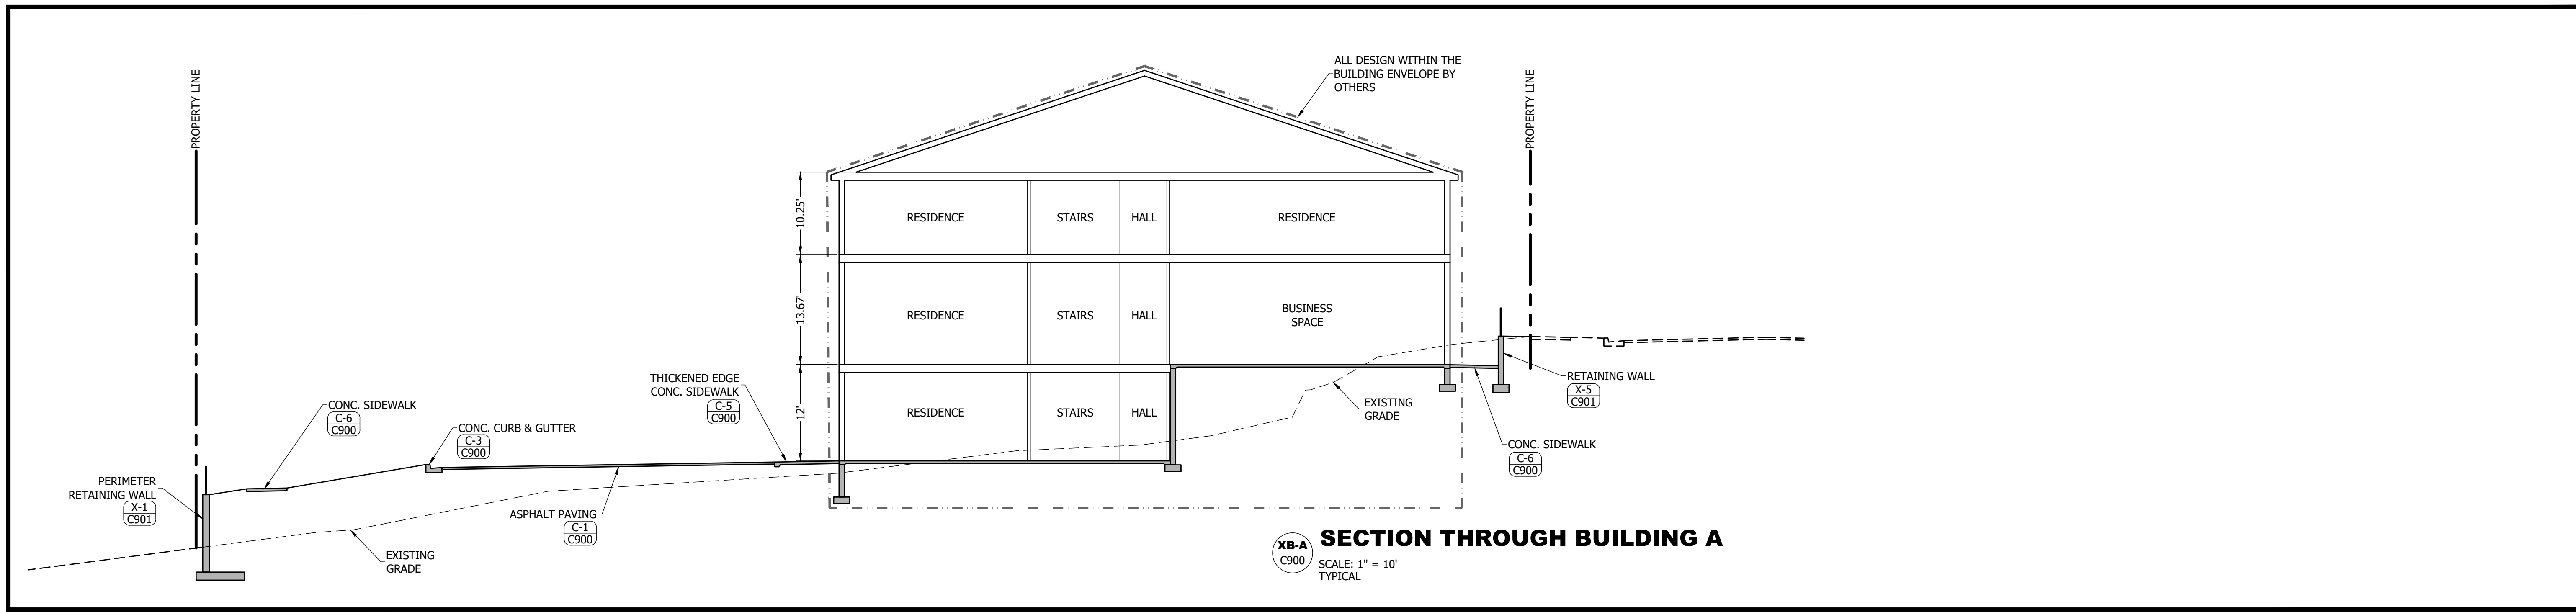 PROPERTY LINE
ALL DESIGN WITHIN THE
BUILDING ENVELOPE BY
OTHERS
PROPERTY LINE
10.25'
RESIDENCE
STAIRS
HALL
RESIDENCE
13.67'
RESIDENCE
STAIRS
HALL
BUSINESS
SPACE
12'
RESIDENCE
STAIRS
HALL
THICKENED EDGE
CONC. SIDEWALK
C-5
C900
RETAINING WALL
X-5
C901
EXISTING
GRADE
CONC. SIDEWALK
C-6
C900
CONC. CURB & GUTTER
C-3
C900
CONC. SIDEWALK
C-6
C900
PERIMETER
RETAINING WALL
X-1
C901
ASPHALT PAVING
C-1
C900
EXISTING
GRADE
XB-A
C900
SECTION THROUGH BUILDING A
SCALE: 1" = 10'
TYPICAL